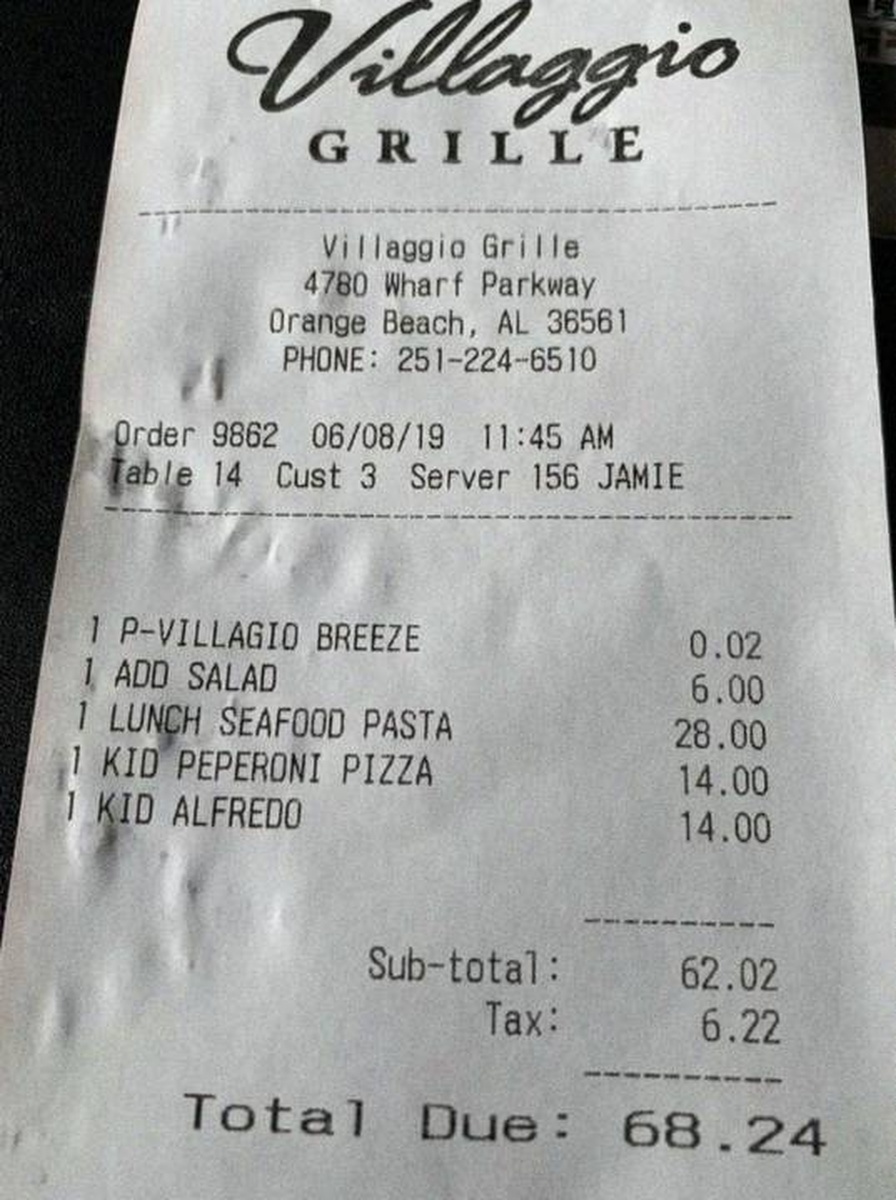 Villaggio
GRILLE
Villaggio Grille
4780 Wharf Parkway
Orange Beach, AL 36561
PHONE: 251-224-6510
Order 9862 06/08/19 11:45 AM
Table 14 Cust 3 Server 156 JAMIE
1 P-VILLAGIO BREEZE 0.02
1 ADD SALAD 6.00
1 LUNCH SEAFOOD PASTA 28.00
1 KID PEPERONI PIZZA 14.00
1 KID ALFREDO 14.00
Sub-total: 62.02
Tax: 6.22
Total Due: 68.24